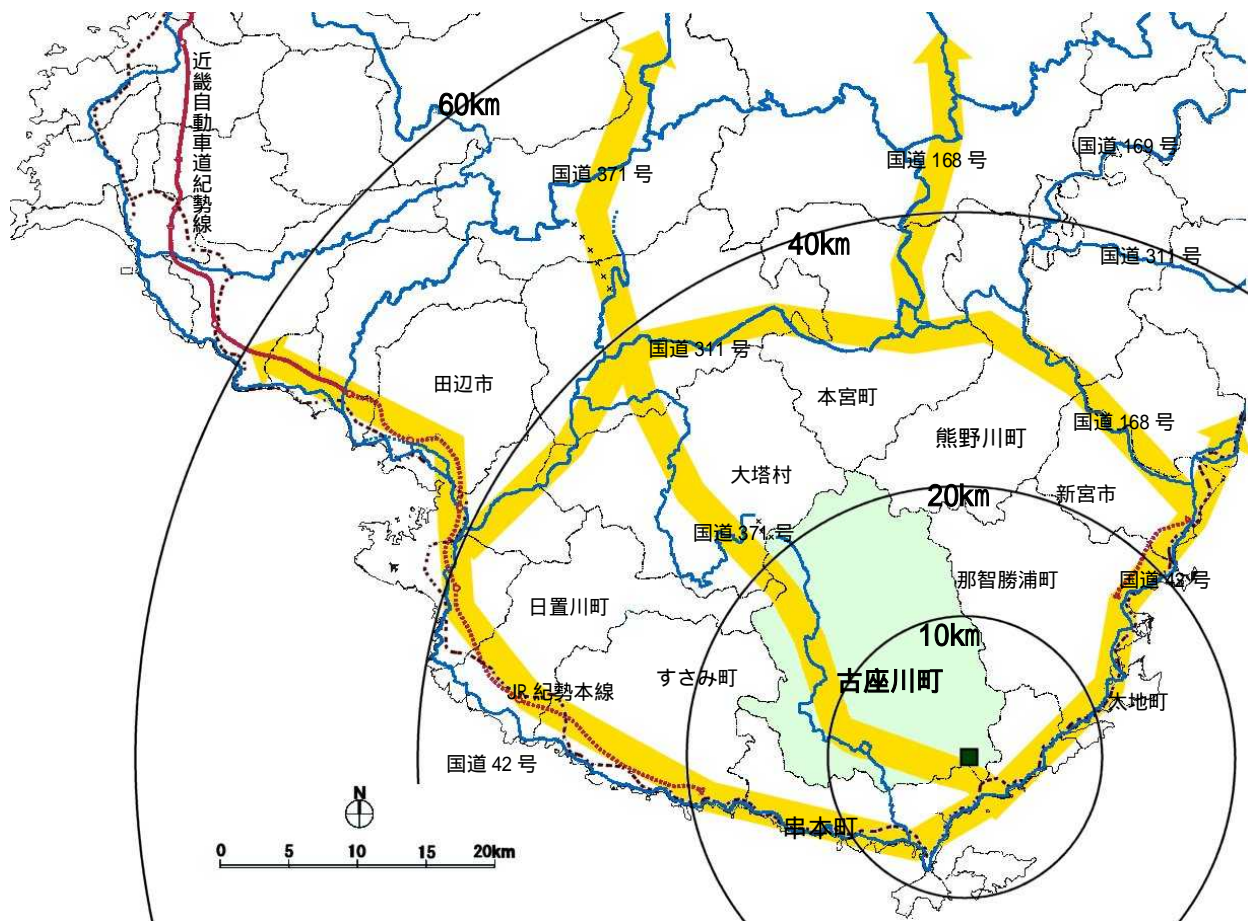 近畿自動車道紀勢線
60km
国道 371 号
国道 168 号
国道 169 号
40km
国道 311 号
国道 311 号
田辺市
本宮町
国道 168 号
熊野川町
大塔村
20km
新宮市
国道 371 号
国道 42 号
那智勝浦町
日置川町
10km
すさみ町
古座川町
JR 紀勢本線
大地町
国道 42 号
N
串本町
0 5 10 15 20km